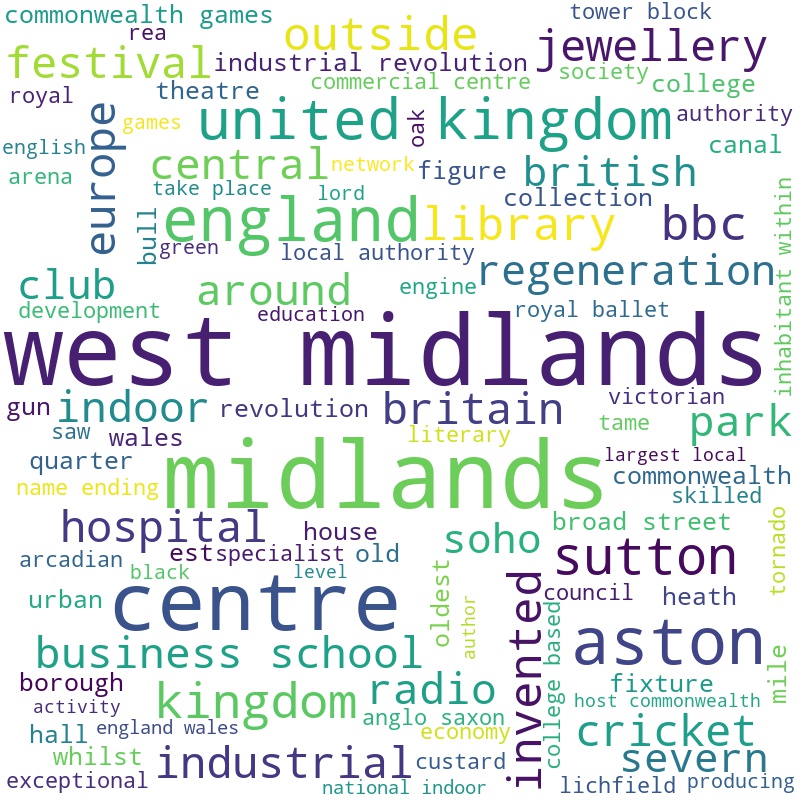 commonwealth games
tower block
rea
outside
jewellery
festival
industrial revolution
commercial centre
society
college
royal
theatre
europe
games
united kingdom
oak
authority
canal
english
central
network
figure
british
arena
take place
lord
collection
bull
england
library
bbc
green
local authority
inhabitant within
club
around
engine
regeneration
development
education
royal ballet
west midlands
gun
indoor
revolution
britain
victorian
park
saw
wales
literary
tame
quarter
midlands
largest local
commonwealth
name ending
skilled
hospital
house
soho
broad street
tornado
arcadian
est
specialist
old
sutton
black
level
oldest
invented
urban
centre
author
council
heath
college based
aston
business school
mile
borough
kingdom
radio
fixture
activity
host commonwealth
hall
england wales
anglo saxon
economy
cricket
whilst
industrial
custard
severn
exceptional
national indoor
lichfield
producing